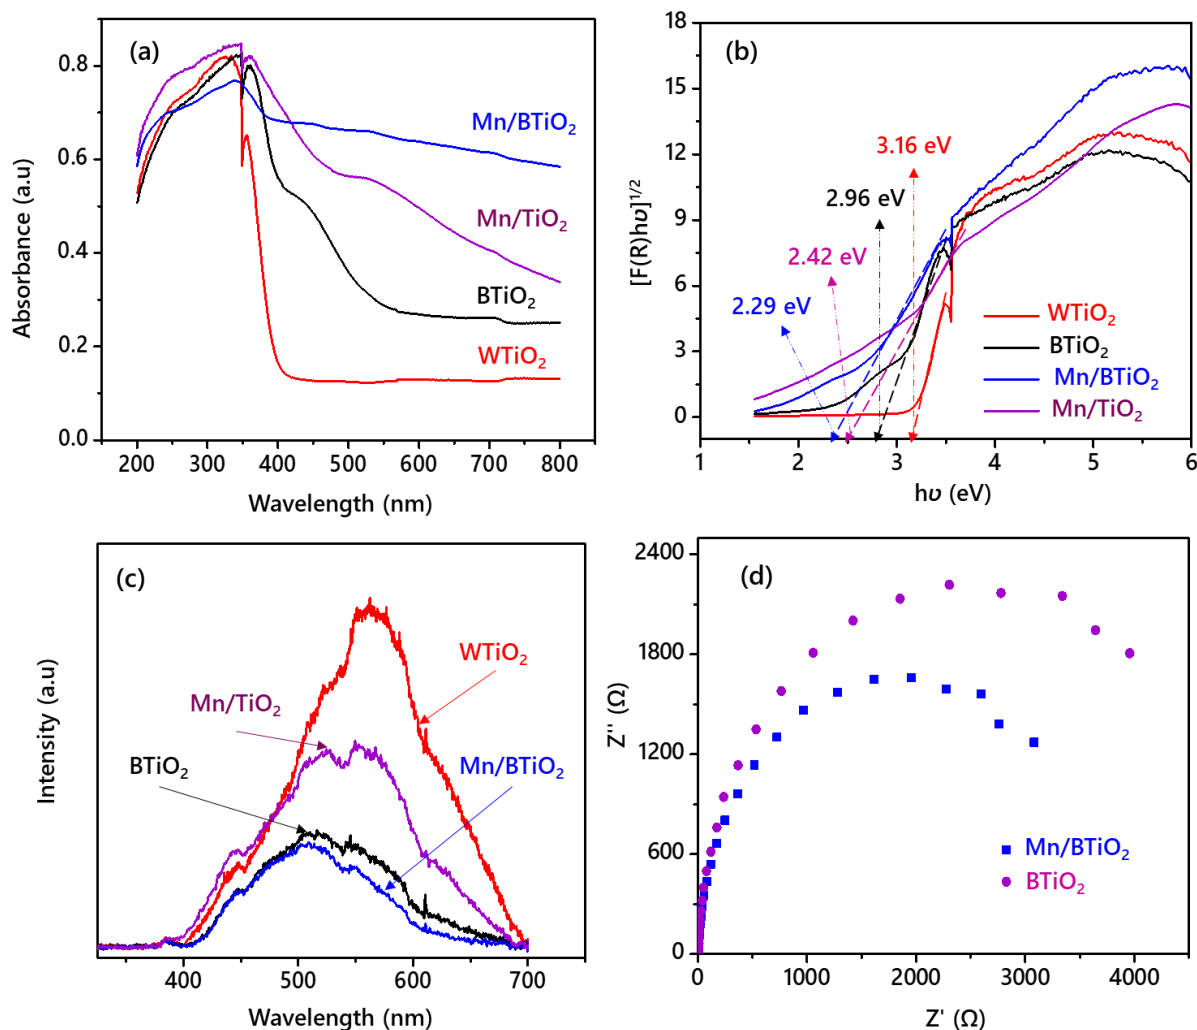 (a)
0.8
0.6
0.4
0.2
0.0
Absorbance (a.u)
Mn/BTiO₂
Mn/TiO₂
BTiO₂
WTiO₂
200 300 400 500 600 700 800
Wavelength (nm)
(b)
18
15
12
9
6
3
0
[F(R)hυ]^1/2
3.16 eV
2.96 eV
2.42 eV
2.29 eV
WTiO₂
BTiO₂
Mn/BTiO₂
Mn/TiO₂
1 2 3 4 5 6
hυ (eV)
(c)
Intensity (a.u)
WTiO₂
Mn/TiO₂
BTiO₂
Mn/BTiO₂
400 500 600 700
Wavelength (nm)
(d)
2400
1800
1200
600
0
Z'' (Ω)
Mn/BTiO₂
BTiO₂
0 1000 2000 3000 4000
Z' (Ω)